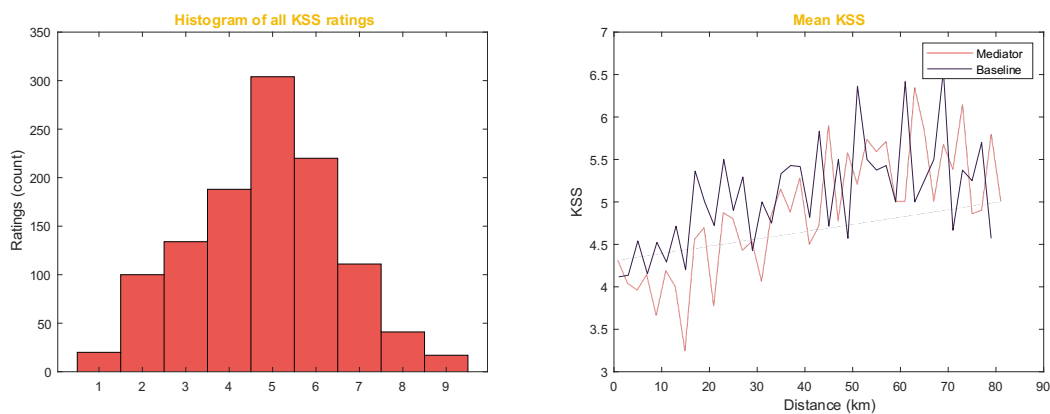 Histogram of all KSS ratings
Ratings (count)
350
300
250
200
150
100
50
0
1 2 3 4 5 6 7 8 9
Mean KSS
KSS
7
6.5
6
5.5
5
4.5
4
3.5
3
Mediator
Baseline
0 10 20 30 40 50 60 70 80 90
Distance (km)